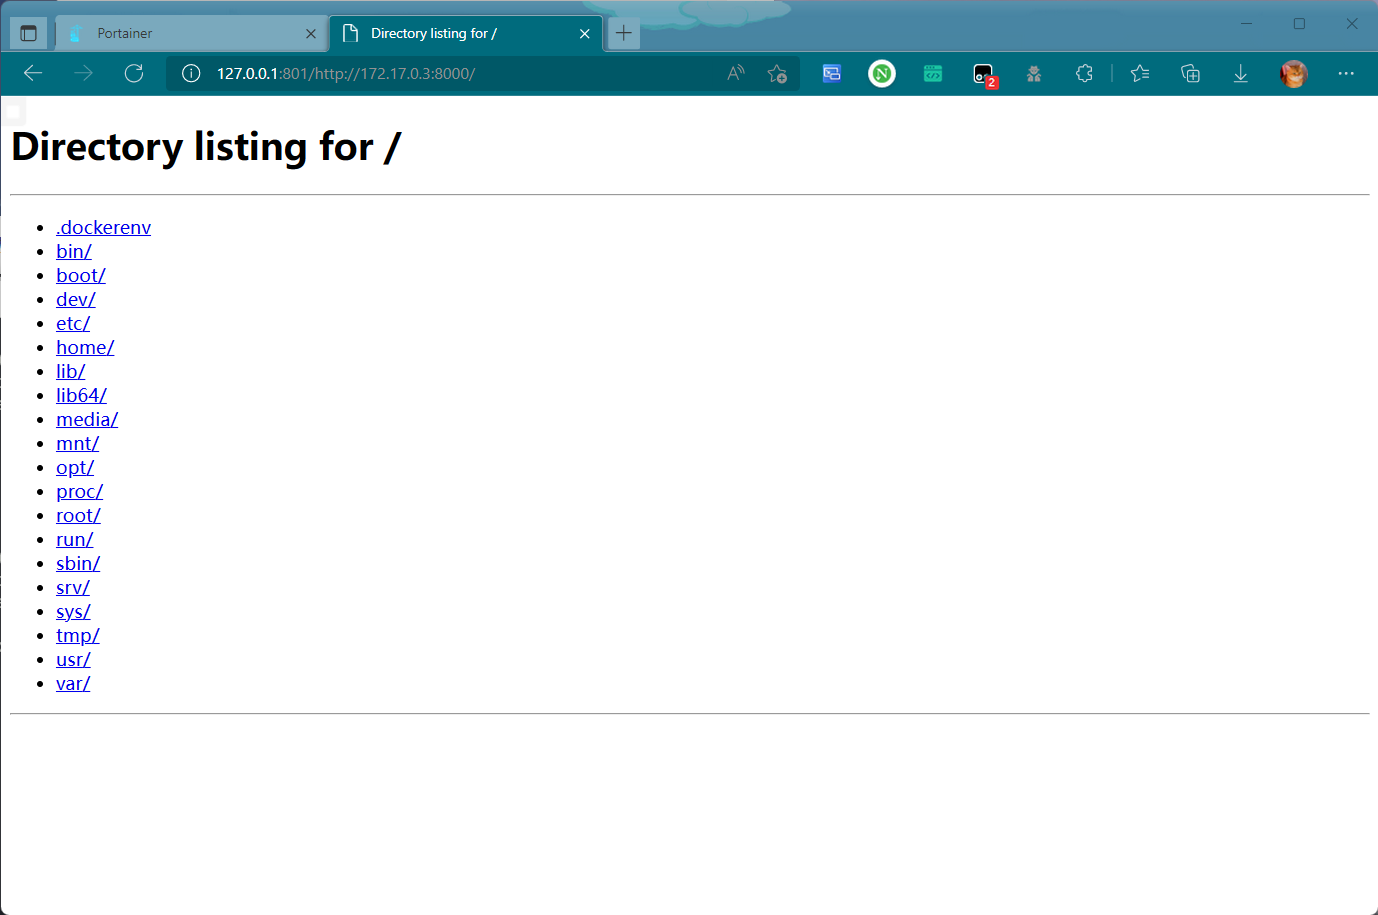 Portainer
Directory listing for /
127.0.0.1:801/http://172.17.0.3:8000/
A
N
2
Directory listing for /
.dockerenv
bin/
boot/
dev/
etc/
home/
lib/
lib64/
media/
mnt/
opt/
proc/
root/
run/
sbin/
srv/
sys/
tmp/
usr/
var/